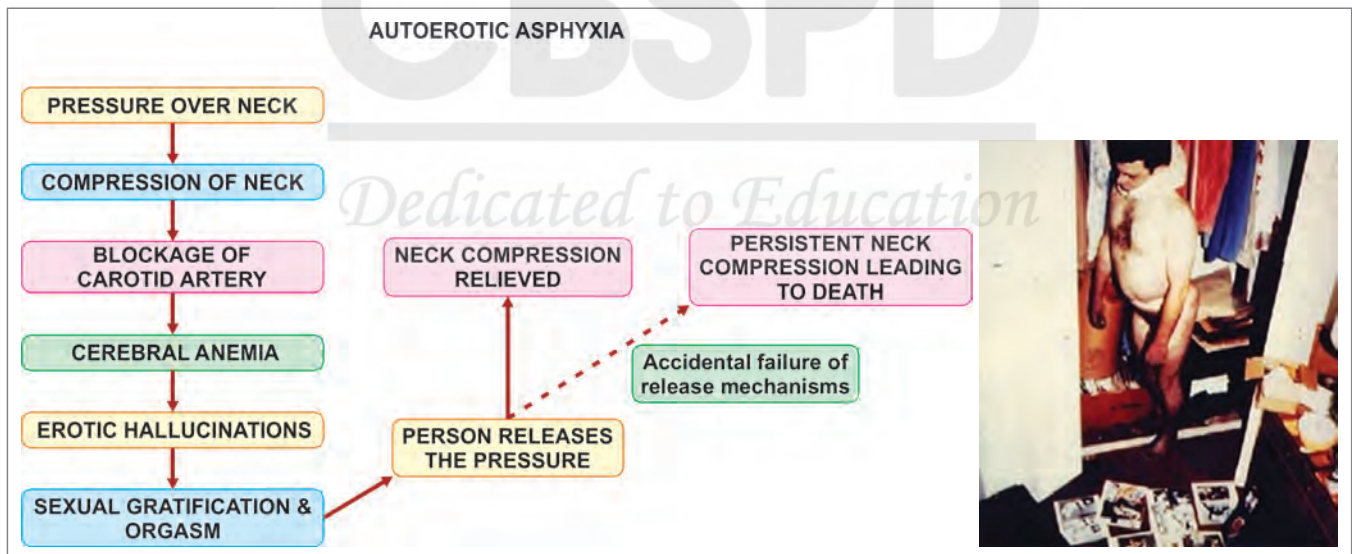 CBSPD
Dedicated to Education
AUTOEROTIC ASPHYXIA
PRESSURE OVER NECK
COMPRESSION OF NECK
BLOCKAGE OF
CAROTID ARTERY
CEREBRAL ANEMIA
EROTIC HALLUCINATIONS
SEXUAL GRATIFICATION &
ORGASM
PERSON RELEASES
THE PRESSURE
NECK COMPRESSION
RELIEVED
Accidental failure of
release mechanisms
PERSISTENT NECK
COMPRESSION LEADING
TO DEATH